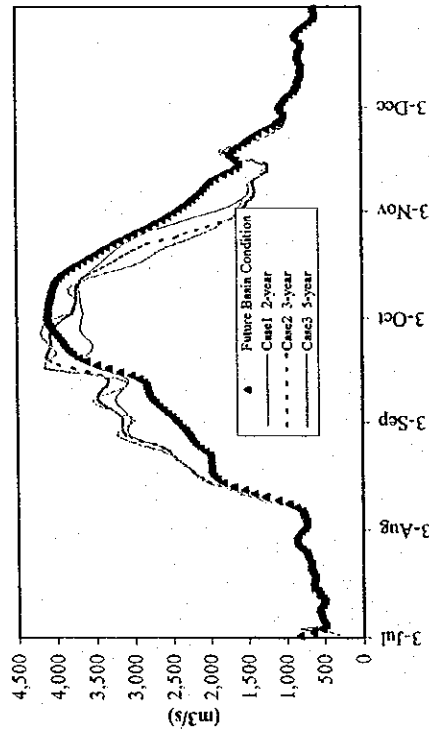 4,500
4,000
3,500
3,000
2,500
2,000
1,500
1,000
500
0
(m3/s)
3-Jul
3-Aug
3-Sep
3-Oct
3-Nov
3-Dec
Future Basin Condition
Case1 2-year
Case2 3-year
Case3 5-year